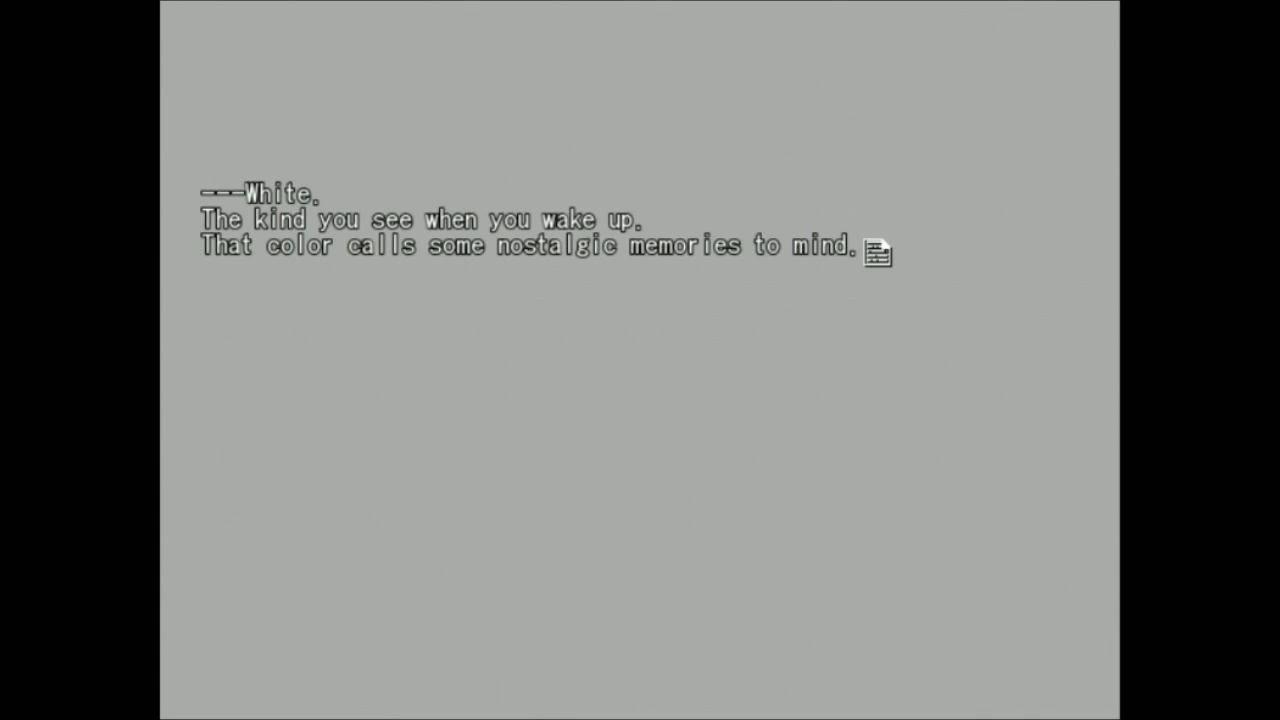 ---White.
The kind you see when you wake up.
That color calls some nostalgic memories to mind.